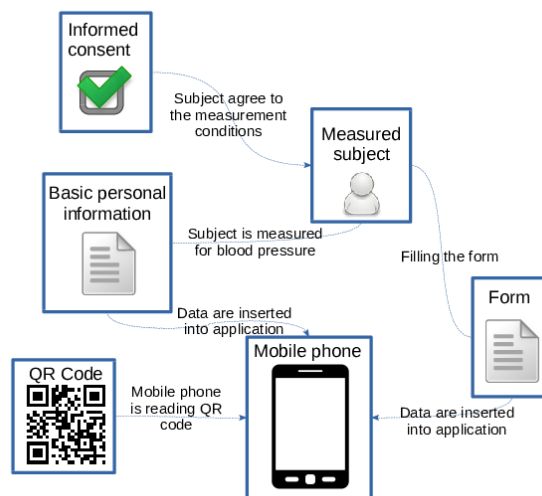 Informed
consent
Subject agree to
the measurement
conditions
Measured
subject
Basic personal
information
Subject is measured
for blood pressure
Filling the form
Form
Data are inserted
into application
Mobile phone
QR Code
Mobile phone
is reading QR
code
Data are inserted
into application